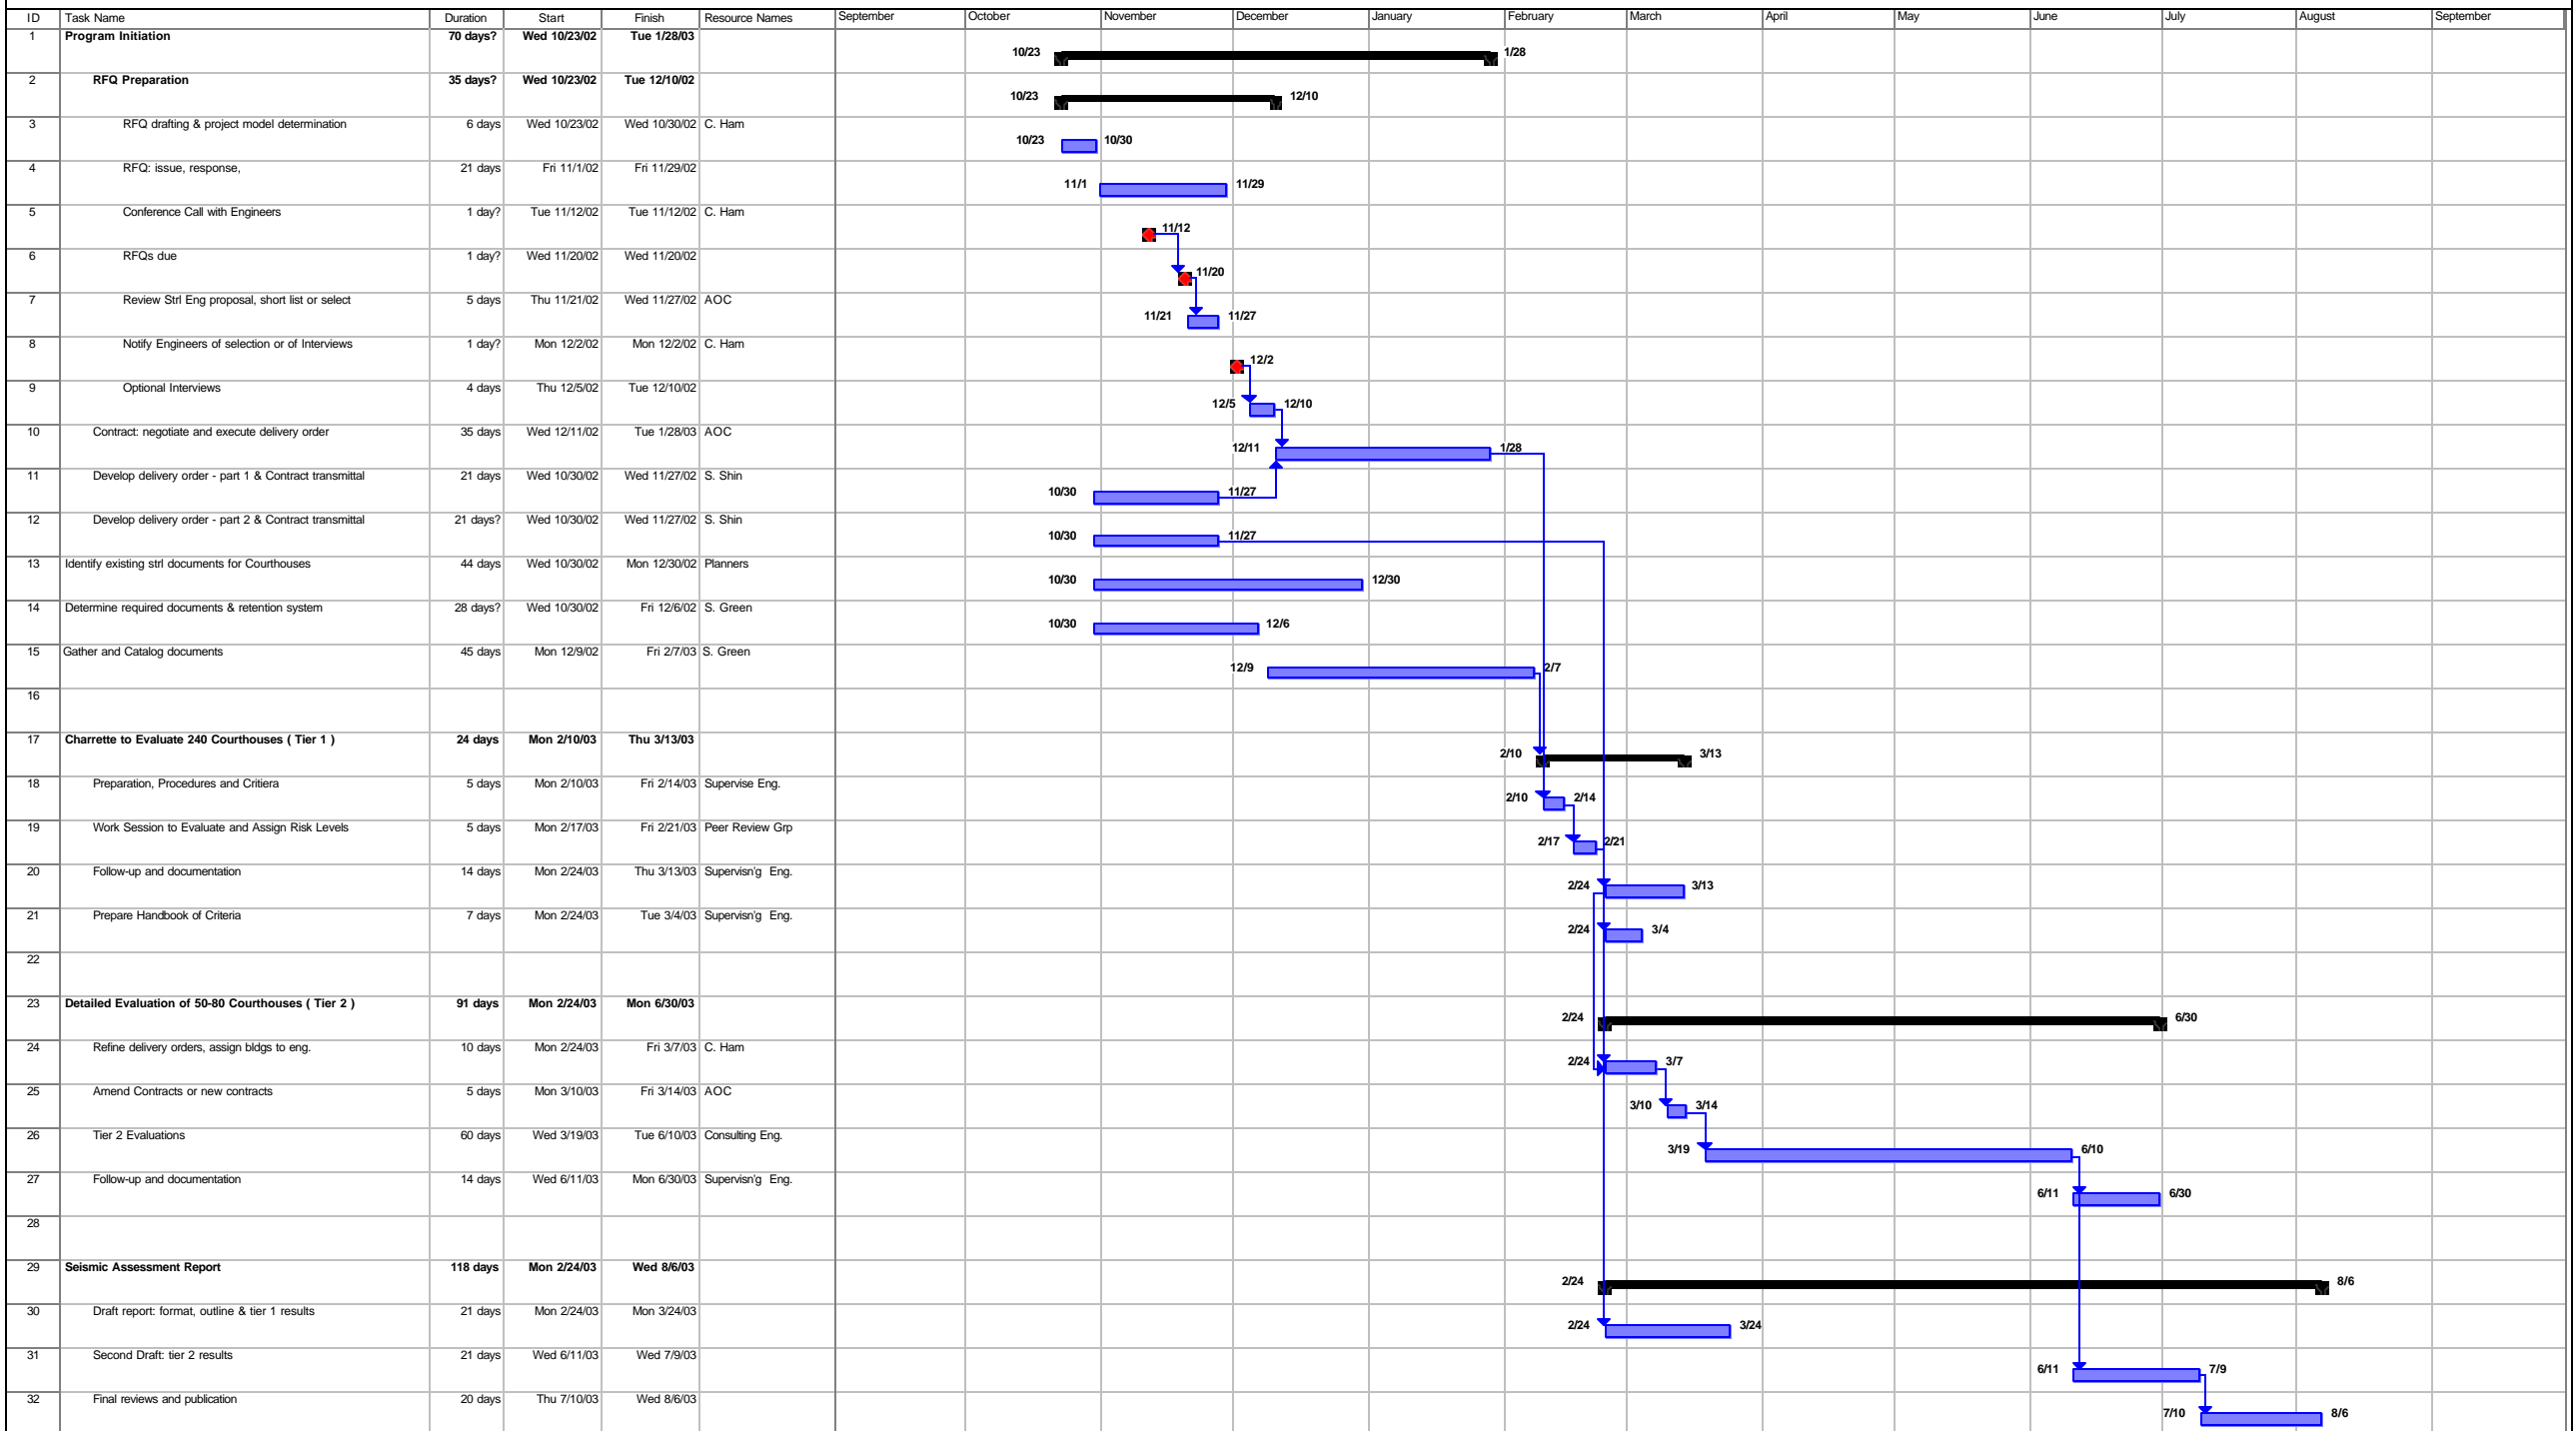 ID Task Name Duration Start Finish Resource Names September October November December January February March April May June July August September
1 Program Initiation 70 days? Wed 10/23/02 Tue 1/28/03
10/23 1/28
2 RFQ Preparation 35 days? Wed 10/23/02 Tue 12/10/02
10/23 12/10
3 RFQ drafting & project model determination 6 days Wed 10/23/02 Wed 10/30/02 C. Ham
10/23 10/30
4 RFQ: issue, response, 21 days Fri 11/1/02 Fri 11/29/02
11/1 11/29
5 Conference Call with Engineers 1 day? Tue 11/12/02 Tue 11/12/02 C. Ham
11/12
6 RFQs due 1 day? Wed 11/20/02 Wed 11/20/02
11/20
7 Review Strl Eng proposal, short list or select 5 days Thu 11/21/02 Wed 11/27/02 AOC
11/21 11/27
8 Notify Engineers of selection or of Interviews 1 day? Mon 12/2/02 Mon 12/2/02 C. Ham
12/2
9 Optional Interviews 4 days Thu 12/5/02 Tue 12/10/02
12/5 12/10
10 Contract: negotiate and execute delivery order 35 days Wed 12/11/02 Tue 1/28/03 AOC
12/11 1/28
11 Develop delivery order - part 1 & Contract transmittal 21 days Wed 10/30/02 Wed 11/27/02 S. Shin
10/30 11/27
12 Develop delivery order - part 2 & Contract transmittal 21 days? Wed 10/30/02 Wed 11/27/02 S. Shin
10/30 11/27
13 Identify existing strl documents for Courthouses 44 days Wed 10/30/02 Mon 12/30/02 Planners
10/30 12/30
14 Determine required documents & retention system 28 days? Wed 10/30/02 Fri 12/6/02 S. Green
10/30 12/6
15 Gather and Catalog documents 45 days Mon 12/9/02 Fri 2/7/03 S. Green
12/9 2/7
16
17 Charrette to Evaluate 240 Courthouses ( Tier 1 ) 24 days Mon 2/10/03 Thu 3/13/03
2/10 3/13
18 Preparation, Procedures and Critiera 5 days Mon 2/10/03 Fri 2/14/03 Supervise Eng.
2/10 2/14
19 Work Session to Evaluate and Assign Risk Levels 5 days Mon 2/17/03 Fri 2/21/03 Peer Review Grp
2/17 2/21
20 Follow-up and documentation 14 days Mon 2/24/03 Thu 3/13/03 Supervisn'g Eng.
2/24 3/13
21 Prepare Handbook of Criteria 7 days Mon 2/24/03 Tue 3/4/03 Supervisn'g Eng.
2/24 3/4
22
23 Detailed Evaluation of 50-80 Courthouses ( Tier 2 ) 91 days Mon 2/24/03 Mon 6/30/03
2/24 6/30
24 Refine delivery orders, assign bldgs to eng. 10 days Mon 2/24/03 Fri 3/7/03 C. Ham
2/24 3/7
25 Amend Contracts or new contracts 5 days Mon 3/10/03 Fri 3/14/03 AOC
3/10 3/14
26 Tier 2 Evaluations 60 days Wed 3/19/03 Tue 6/10/03 Consulting Eng.
3/19 6/10
27 Follow-up and documentation 14 days Wed 6/11/03 Mon 6/30/03 Supervisn'g Eng.
6/11 6/30
28
29 Seismic Assessment Report 118 days Mon 2/24/03 Wed 8/6/03
2/24 8/6
30 Draft report: format, outline & tier 1 results 21 days Mon 2/24/03 Mon 3/24/03
2/24 3/24
31 Second Draft: tier 2 results 21 days Wed 6/11/03 Wed 7/9/03
6/11 7/9
32 Final reviews and publication 20 days Thu 7/10/03 Wed 8/6/03
7/10 8/6